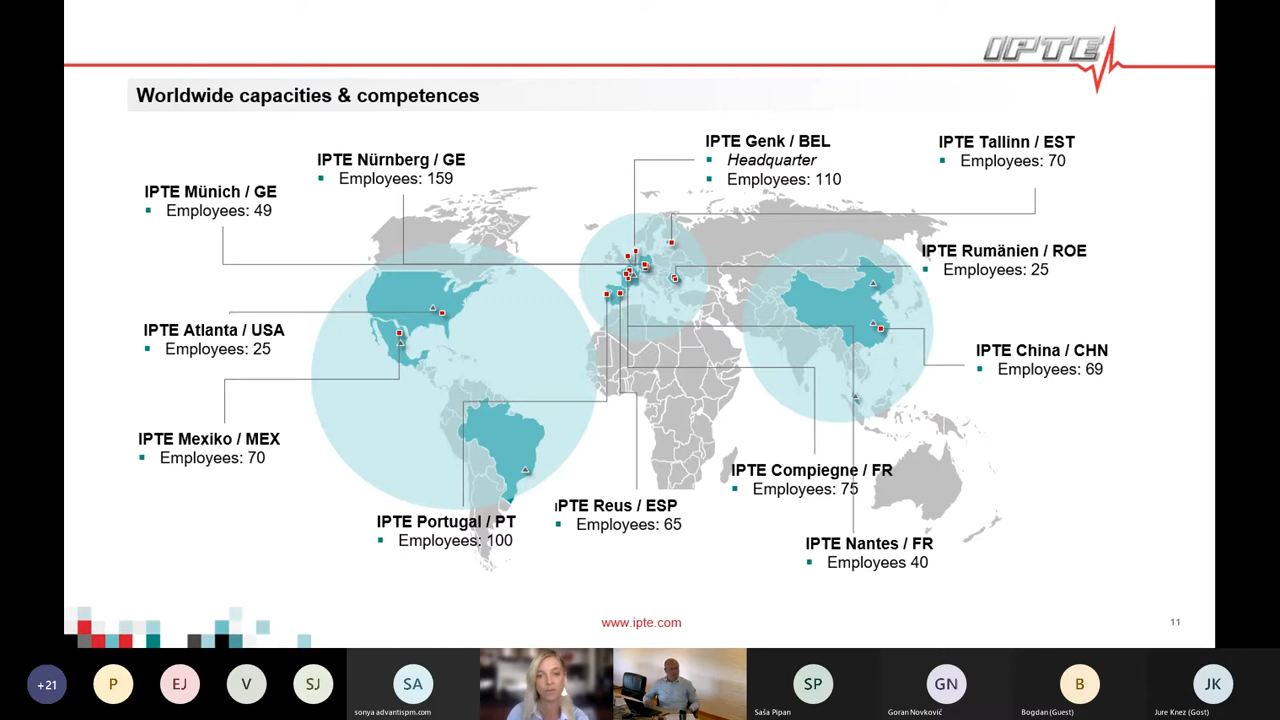 IPTE
Worldwide capacities & competences
IPTE Genk / BEL
Headquarter
Employees: 110
IPTE Tallinn / EST
Employees: 70
IPTE Nürnberg / GE
Employees: 159
IPTE Münich / GE
Employees: 49
IPTE Rumänien / ROE
Employees: 25
IPTE Atlanta / USA
Employees: 25
IPTE China / CHN
Employees: 69
IPTE Mexiko / MEX
Employees: 70
IPTE Compiegne / FR
Employees: 75
IPTE Reus / ESP
Employees: 65
IPTE Portugal / PT
Employees: 100
IPTE Nantes / FR
Employees 40
www.ipte.com
11
+21
P
EJ
V
SJ
SA
sonya advantispm.com
SP
Saša Pipan
GN
Goran Novković
B
Bogdan (Guest)
JK
Jure Knez (Gost)